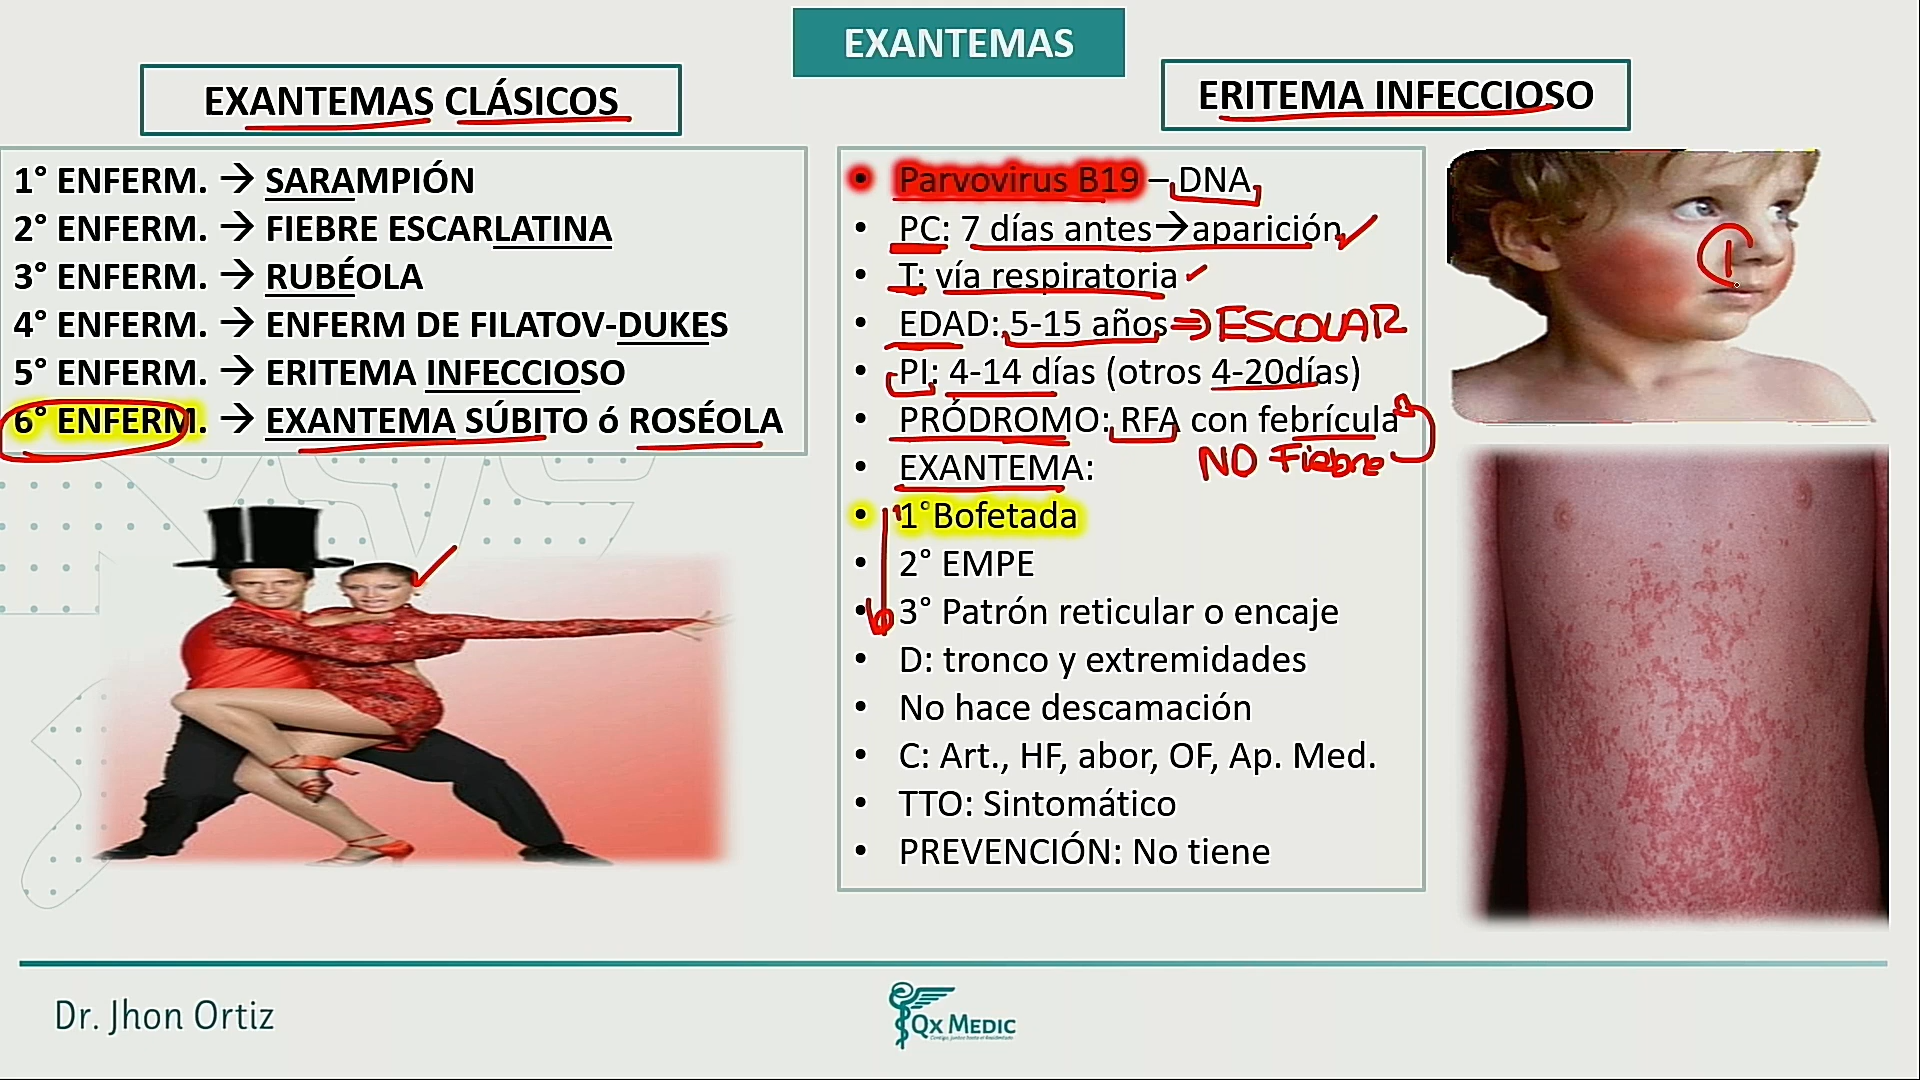 EXANTEMAS
EXANTEMAS CLÁSICOS
1° ENFERM. → SARAMPIÓN
2° ENFERM. → FIEBRE ESCARLATINA
3° ENFERM. → RUBÉOLA
4° ENFERM. → ENFERM DE FILATOV-DUKES
5° ENFERM. → ERITEMA INFECCIOSO
6° ENFERM. → EXANTEMA SÚBITO ó ROSÉOLA
ERITEMA INFECCIOSO
• Parvovirus B19 – DNA
• PC: 7 días antes→aparición
• T: vía respiratoria
• EDAD: 5-15 años ⇒ ESCOLAR
• PI: 4-14 días (otros 4-20días)
• PRÓDROMO: RFA con febrícula
NO Fiebre
• EXANTEMA:
• 1°Bofetada
• 2° EMPE
• 3° Patrón reticular o encaje
• D: tronco y extremidades
• No hace descamación
• C: Art., HF, abor, OF, Ap. Med.
• TTO: Sintomático
• PREVENCIÓN: No tiene
1
Dr. Jhon Ortiz
QX MEDIC